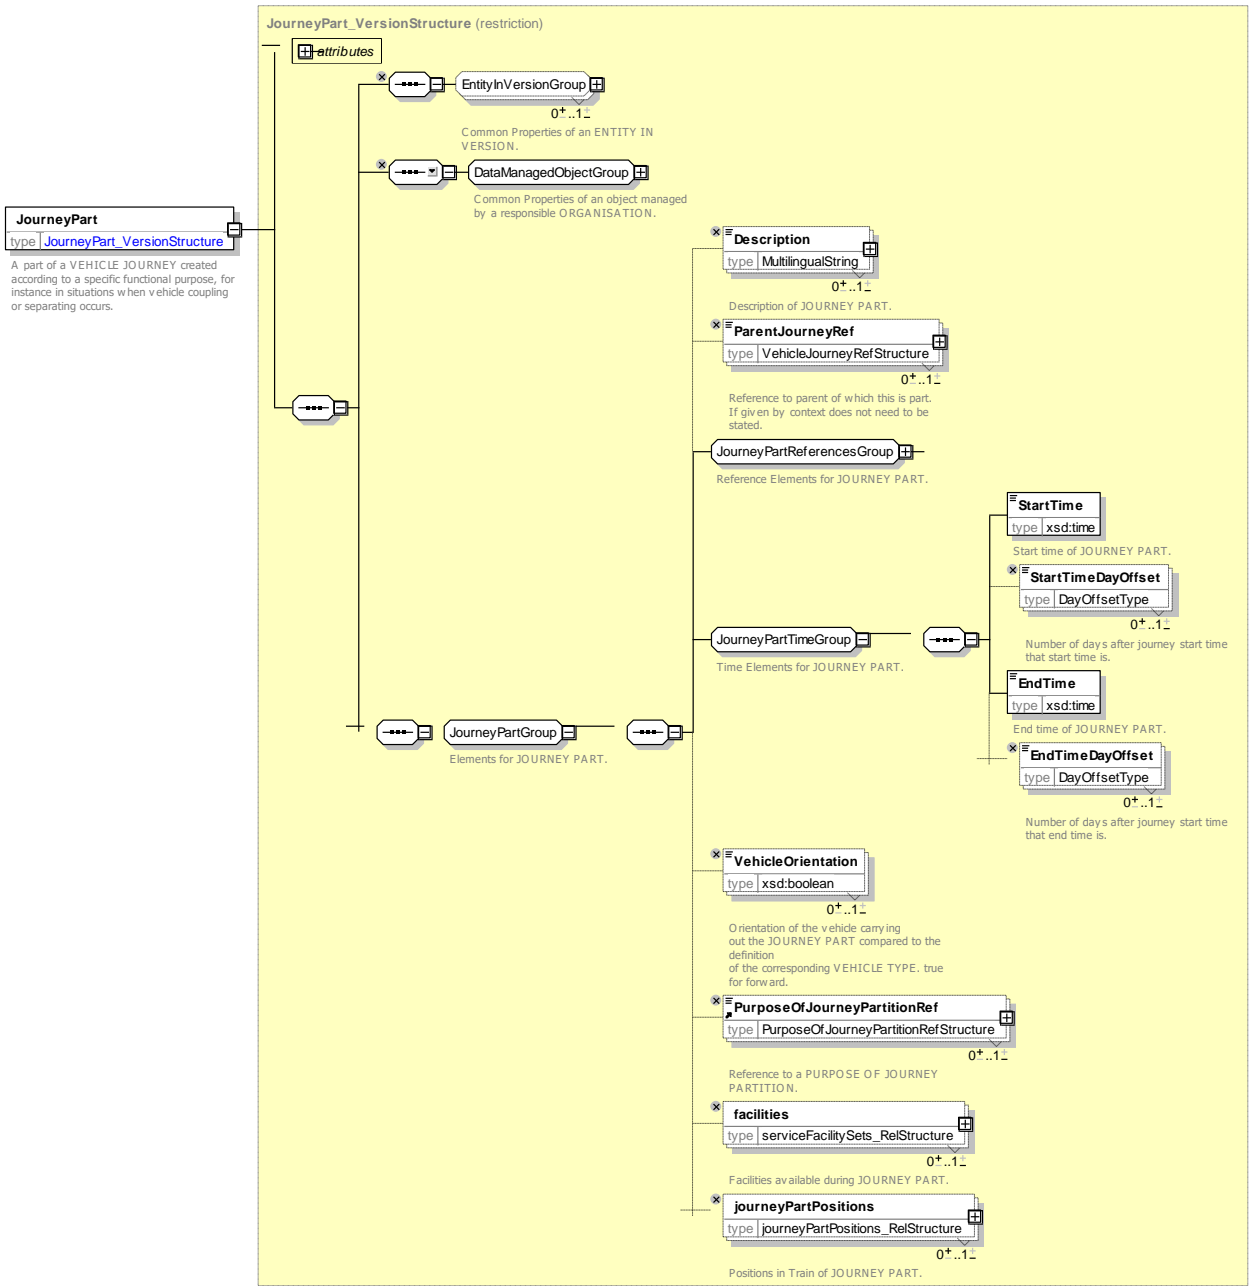 JourneyPart_VersionStructure (restriction)
attributes
EntityInVersionGroup
0..1
Common Properties of an ENTITY IN
VERSION.
DataManagedObjectGroup
Common Properties of an object managed
by a responsible ORGANISATION.
JourneyPart
type JourneyPart_VersionStructure
A part of a VEHICLE JOURNEY created
according to a specific functional purpose, for
instance in situations when vehicle coupling
or separating occurs.
Description
type MultilingualString
0..1
Description of JOURNEY PART.
ParentJourneyRef
type VehicleJourneyRefStructure
0..1
Reference to parent of which this is part.
If given by context does not need to be
stated.
JourneyPartReferencesGroup
Reference Elements for JOURNEY PART.
StartTime
type xsd:time
Start time of JOURNEY PART.
StartTimeDayOffset
type DayOffsetType
0..1
Number of days after journey start time
that start time is.
JourneyPartTimeGroup
Time Elements for JOURNEY PART.
EndTime
type xsd:time
End time of JOURNEY PART.
JourneyPartGroup
Elements for JOURNEY PART.
EndTimeDayOffset
type DayOffsetType
0..1
Number of days after journey start time
that end time is.
VehicleOrientation
type xsd:boolean
0..1
Orientation of the vehicle carrying
out the JOURNEY PART compared to the
definition
of the corresponding VEHICLE TYPE. true
for forward.
PurposeOfJourneyPartitionRef
type PurposeOfJourneyPartitionRefStructure
0..1
Reference to a PURPOSE OF JOURNEY
PARTITION.
facilities
type serviceFacilitySets_RelStructure
0..1
Facilities available during JOURNEY PART.
journeyPartPositions
type journeyPartPositions_RelStructure
0..1
Positions in Train of JOURNEY PART.